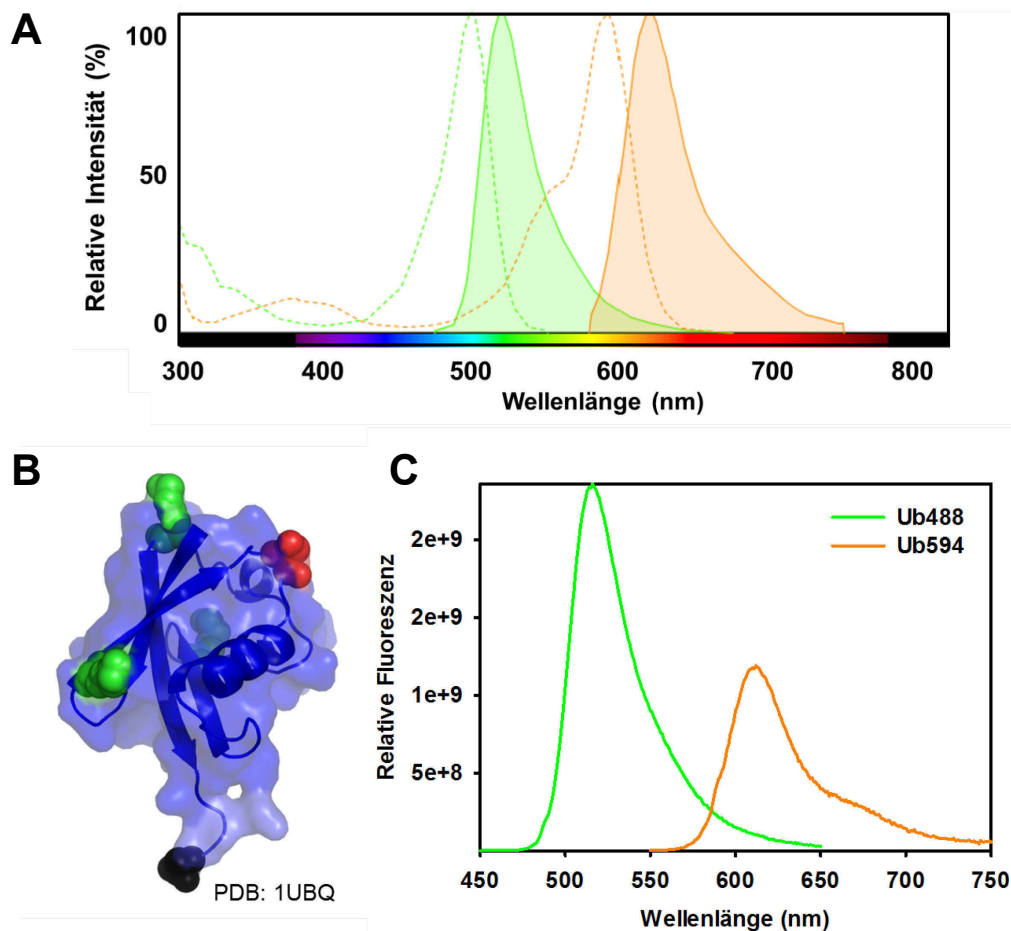 A
Relative Intensität (%)
100
50
0
300 400 500 600 700 800
Wellenlänge (nm)
B
PDB: 1UBQ
C
Relative Fluoreszenz
2e+9
2e+9
1e+9
5e+8
Ub488
Ub594
450 500 550 600 650 700 750
Wellenlänge (nm)